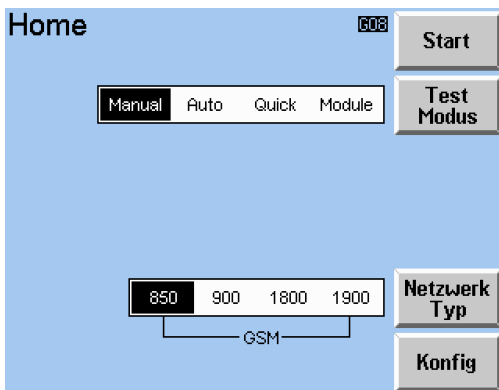 Home G08
Start
Manual Auto Quick Module
Test
Modus
850 900 1800 1900
GSM
Netzwerk
Typ
Konfig